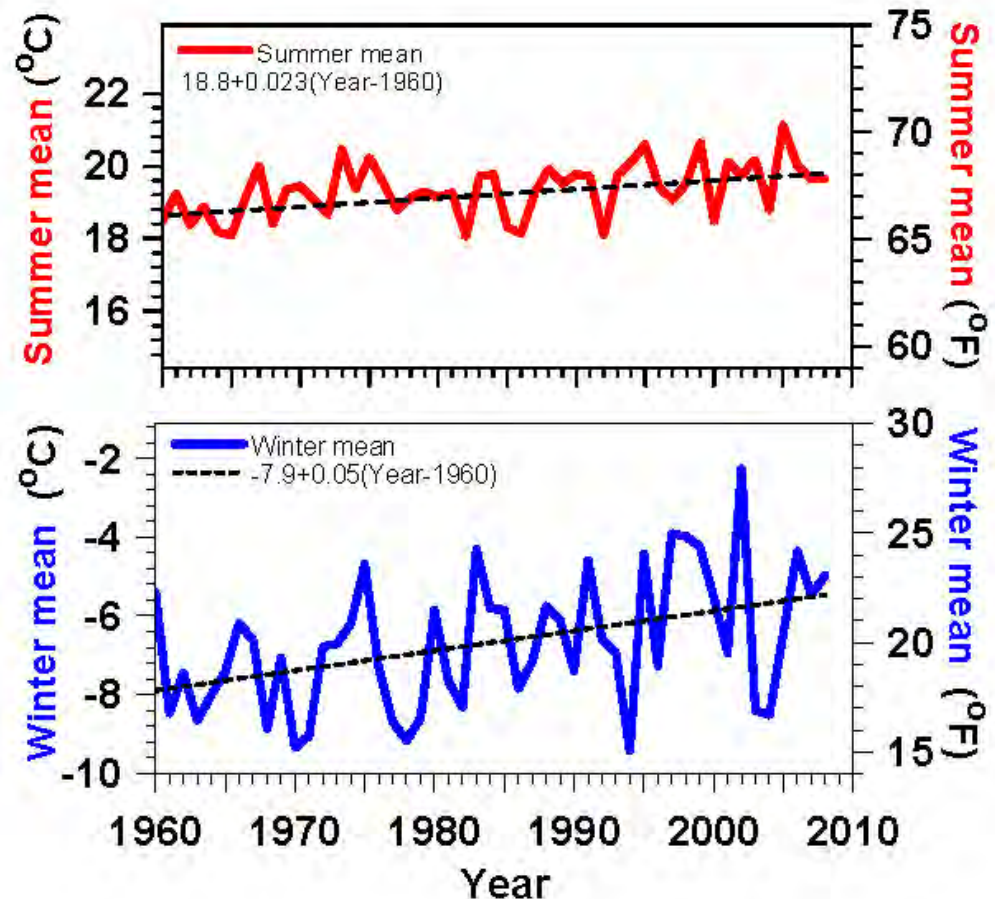 Summer mean (°C)
22
20
18
16
Summer mean
18.8+0.023(Year-1960)
75
70
65
60
Summer mean (°F)
Winter mean (°C)
-2
-4
-6
-8
-10
Winter mean
-7.9+0.05(Year-1960)
30
25
20
15
Winter mean (°F)
1960 1970 1980 1990 2000 2010
Year